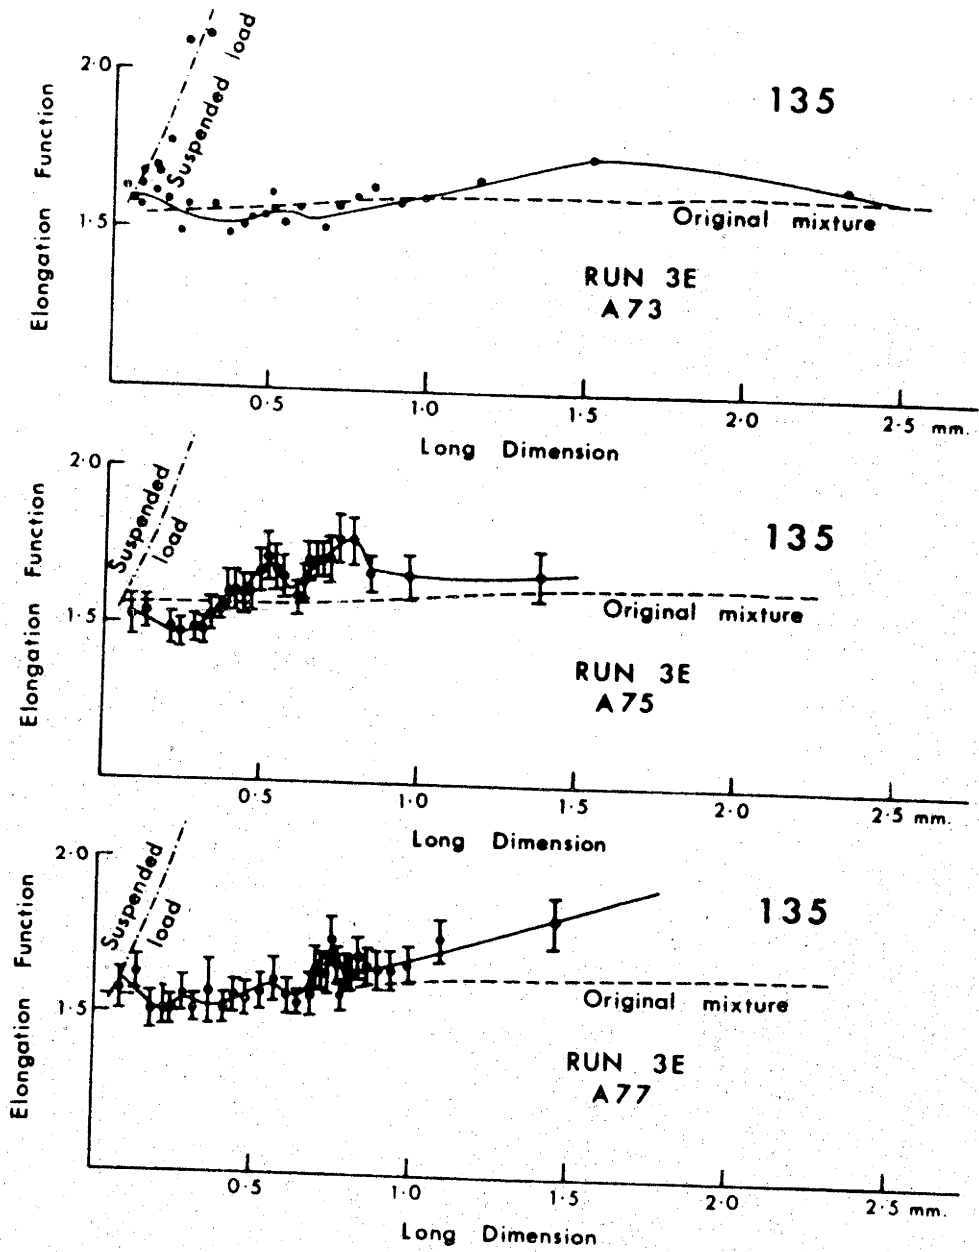 2.0
Suspended load
135
Elongation Function
1.5
Original mixture
RUN 3E
A73
0.5
1.0
1.5
2.0
2.5 mm.
Long Dimension
2.0
Suspended
load
135
Elongation Function
1.5
Original mixture
RUN 3E
A75
0.5
1.0
1.5
2.0
2.5 mm.
Long Dimension
2.0
Suspended
load
135
Elongation Function
1.5
Original mixture
RUN 3E
A77
0.5
1.0
1.5
2.0
2.5 mm.
Long Dimension